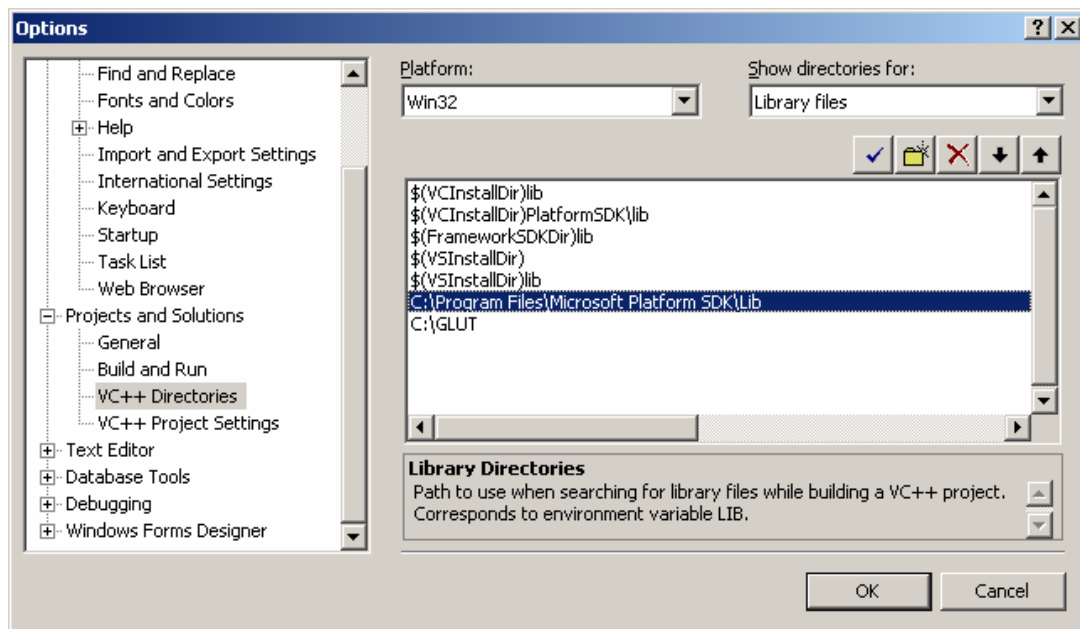 Options
Find and Replace
Fonts and Colors
Help
Import and Export Settings
International Settings
Keyboard
Startup
Task List
Web Browser
Projects and Solutions
General
Build and Run
VC++ Directories
VC++ Project Settings
Text Editor
Database Tools
Debugging
Windows Forms Designer
Platform:
Win32
Show directories for:
Library files
$(VCInstallDir)lib
$(VCInstallDir)PlatformSDK\lib
$(FrameworkSDKDir)lib
$(VSInstallDir)
$(VSInstallDir)lib
C:\Program Files\Microsoft Platform SDK\Lib
C:\GLUT
Library Directories
Path to use when searching for library files while building a VC++ project.
Corresponds to environment variable LIB.
OK
Cancel